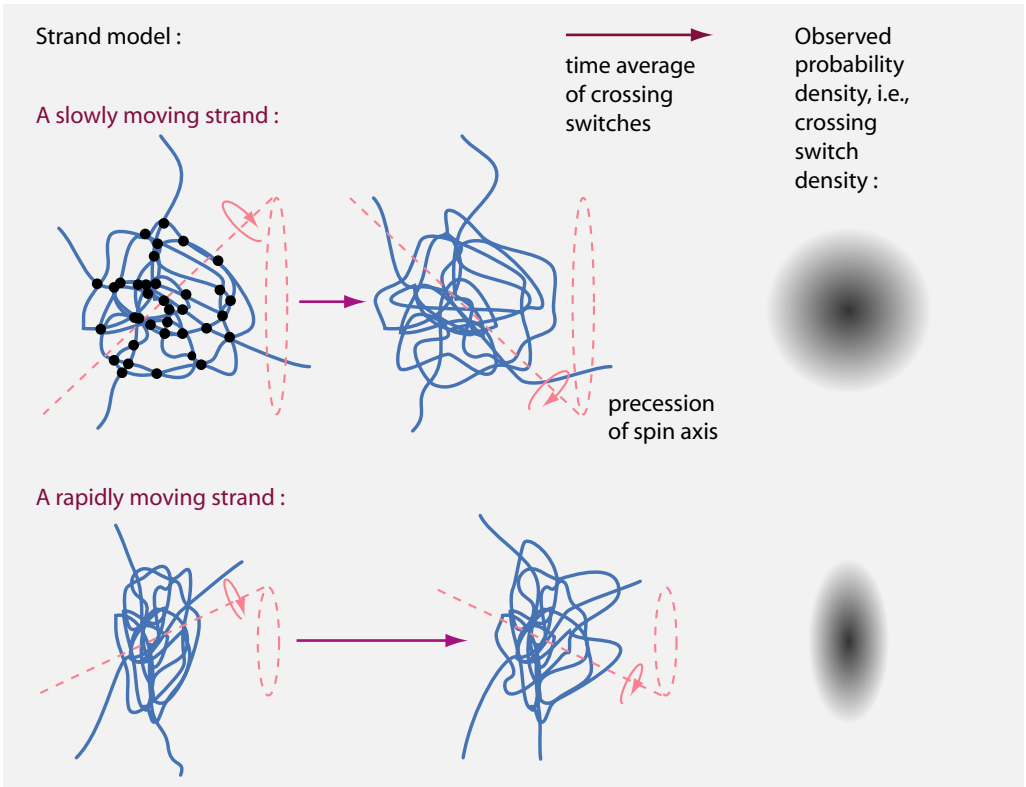 Strand model :
time average
of crossing
switches
Observed
probability
density, i.e.,
crossing
switch
density :
A slowly moving strand :
precession
of spin axis
A rapidly moving strand :